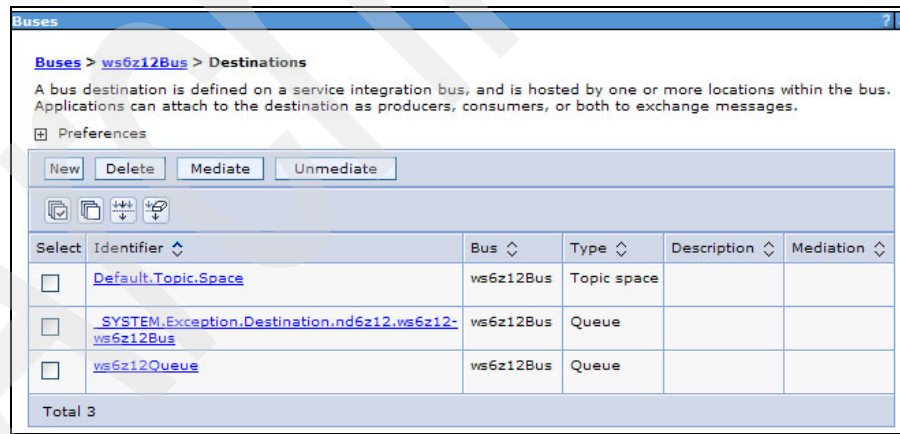 Buses ?
Buses > ws6z12Bus > Destinations
A bus destination is defined on a service integration bus, and is hosted by one or more locations within the bus.
Applications can attach to the destination as producers, consumers, or both to exchange messages.
Preferences
New Delete Mediate Unmediate
Select Identifier Bus Type Description Mediation
Default.Topic.Space ws6z12Bus Topic space
_SYSTEM.Exception.Destination.nd6z12.ws6z12- ws6z12Bus Queue
ws6z12Bus
ws6z12Queue ws6z12Bus Queue
Total 3